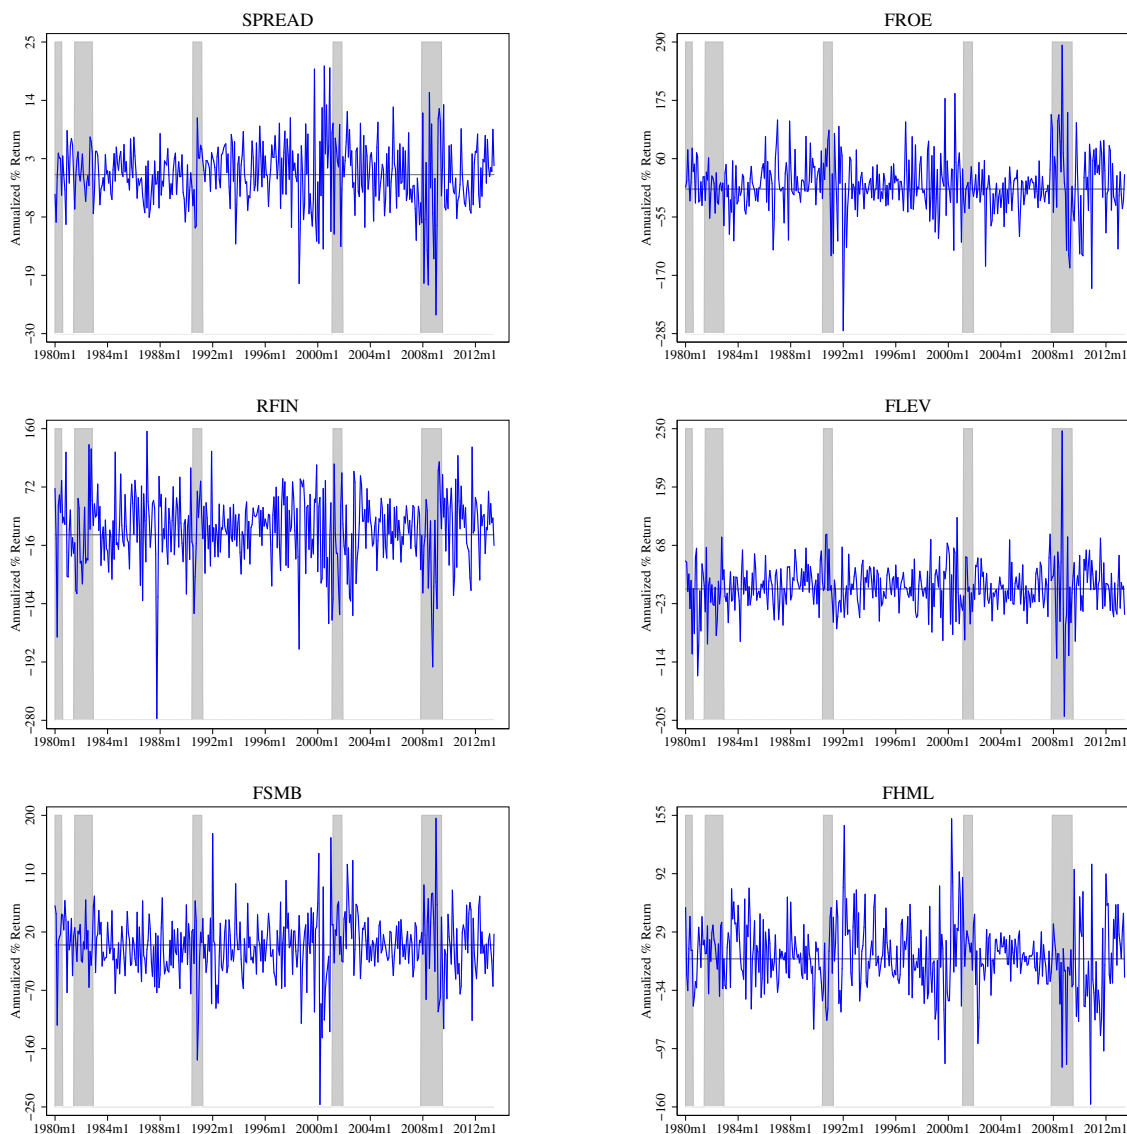 SPREAD
Annualized % Return
25
14
3
−8
−19
−30
1980m1 1984m1 1988m1 1992m1 1996m1 2000m1 2004m1 2008m1 2012m1
FROE
Annualized % Return
290
175
60
−55
−170
−285
1980m1 1984m1 1988m1 1992m1 1996m1 2000m1 2004m1 2008m1 2012m1
RFIN
Annualized % Return
160
72
−16
−104
−192
−280
1980m1 1984m1 1988m1 1992m1 1996m1 2000m1 2004m1 2008m1 2012m1
FLEV
Annualized % Return
250
159
68
−23
−114
−205
1980m1 1984m1 1988m1 1992m1 1996m1 2000m1 2004m1 2008m1 2012m1
FSMB
Annualized % Return
200
110
20
−70
−160
−250
1980m1 1984m1 1988m1 1992m1 1996m1 2000m1 2004m1 2008m1 2012m1
FHML
Annualized % Return
155
92
29
−34
−97
−160
1980m1 1984m1 1988m1 1992m1 1996m1 2000m1 2004m1 2008m1 2012m1